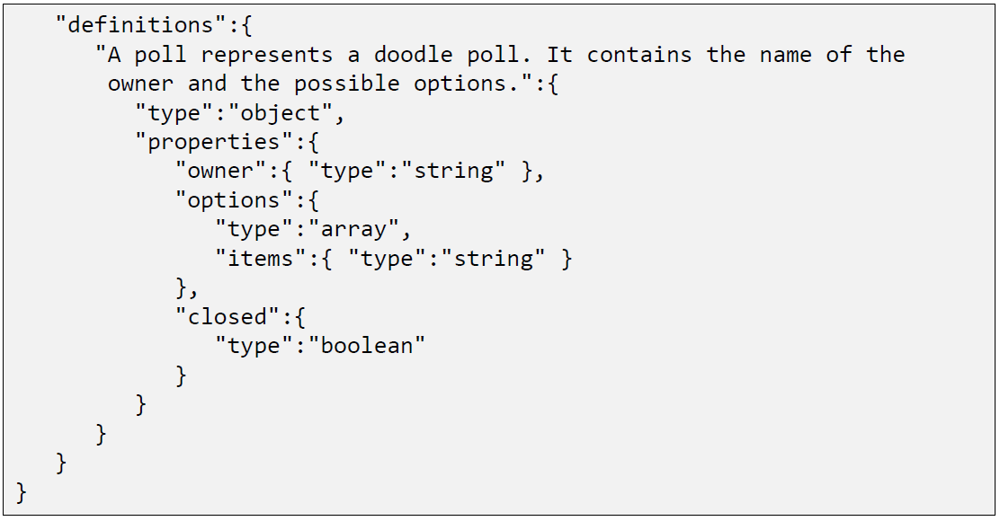 "definitions":{
"A poll represents a doodle poll. It contains the name of the
owner and the possible options.":{
"type":"object",
"properties":{
"owner":{ "type":"string" },
"options":{
"type":"array",
"items":{ "type":"string" }
},
"closed":{
"type":"boolean"
}
}
}
}
}